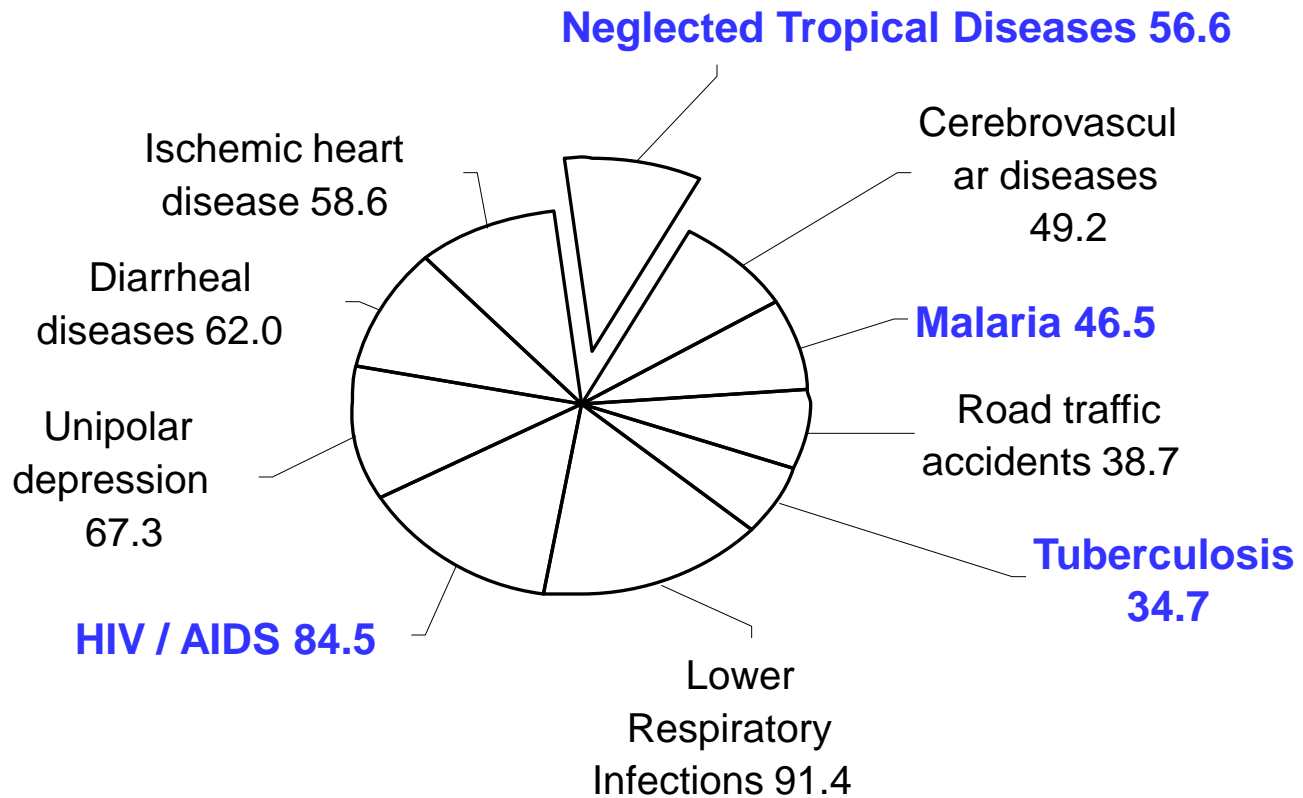 Neglected Tropical Diseases 56.6
Cerebrovascul
ar diseases
49.2
Malaria 46.5
Road traffic
accidents 38.7
Tuberculosis
34.7
Lower
Respiratory
Infections 91.4
HIV / AIDS 84.5
Unipolar
depression
67.3
Diarrheal
diseases 62.0
Ischemic heart
disease 58.6